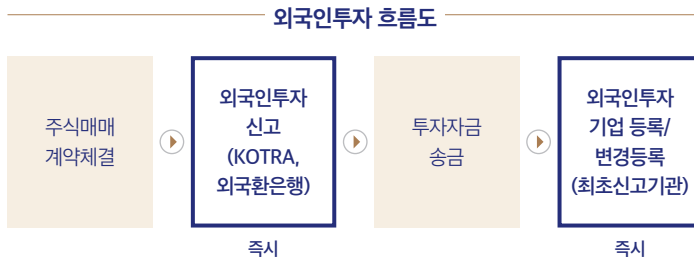 외국인투자 흐름도
주식매매
계약체결
외국인투자
신고
(KOTRA,
외국환은행)
즉시
투자자금
송금
외국인투자
기업 등록/
변경등록
(최초신고기관)
즉시